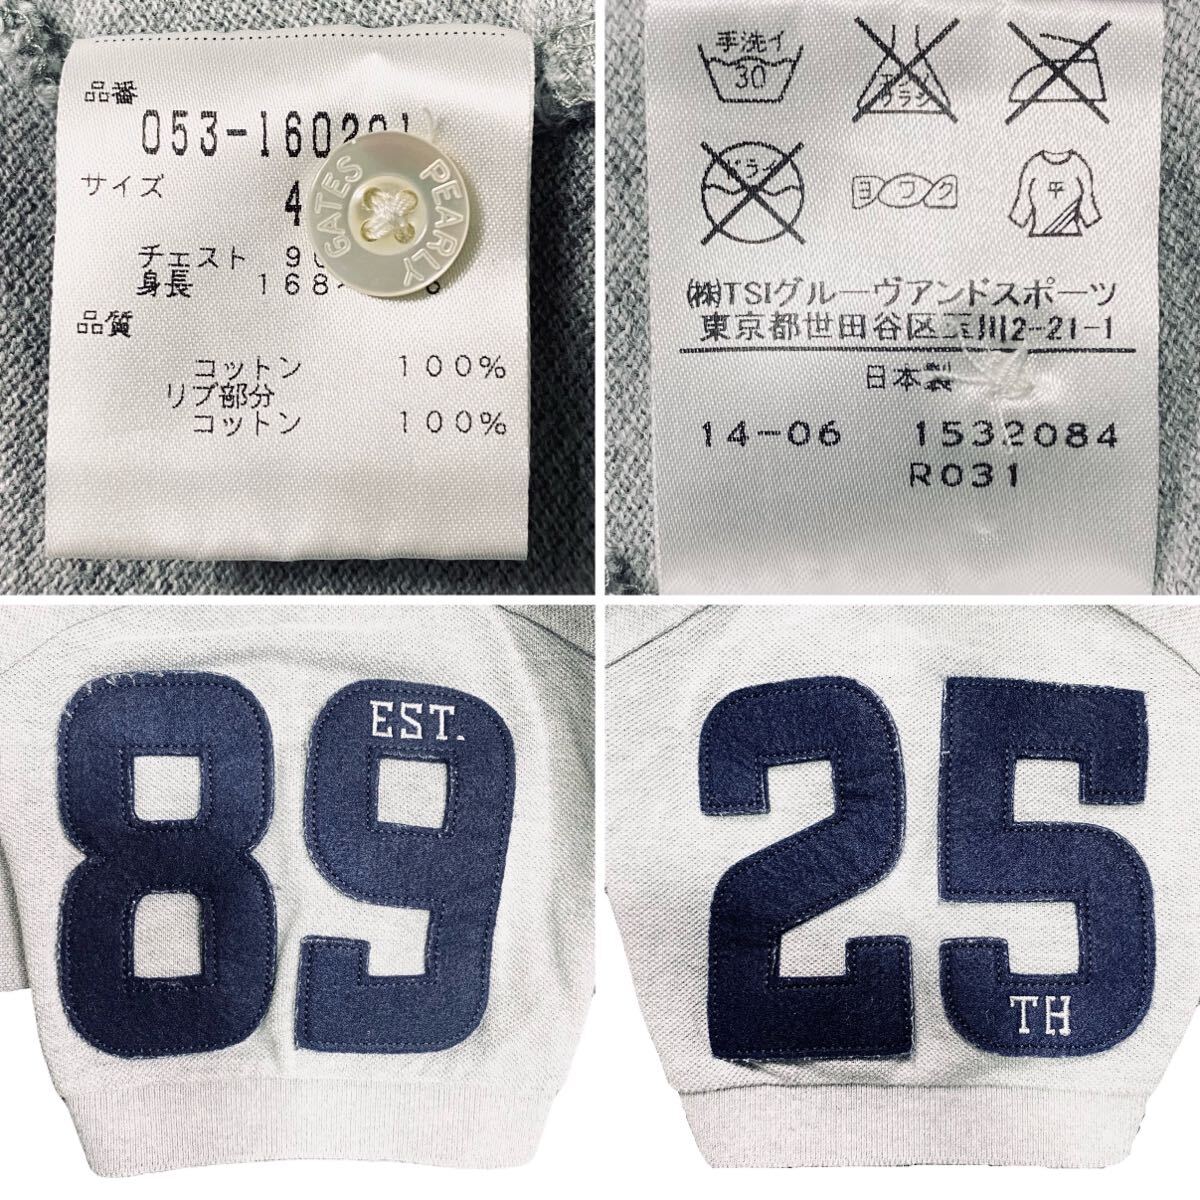 品番
053-160201
サイズ
4
チェスト
身長 168
品質
コットン 100%
リブ部分
コットン 100%
PEARLY GATES
手洗イ
30
ヨワク
平
(株)TSIグルーヴアンドスポーツ
東京都世田谷区玉川2-21-1
日本製
14-06 1532084
R031
89
EST.
25
TH